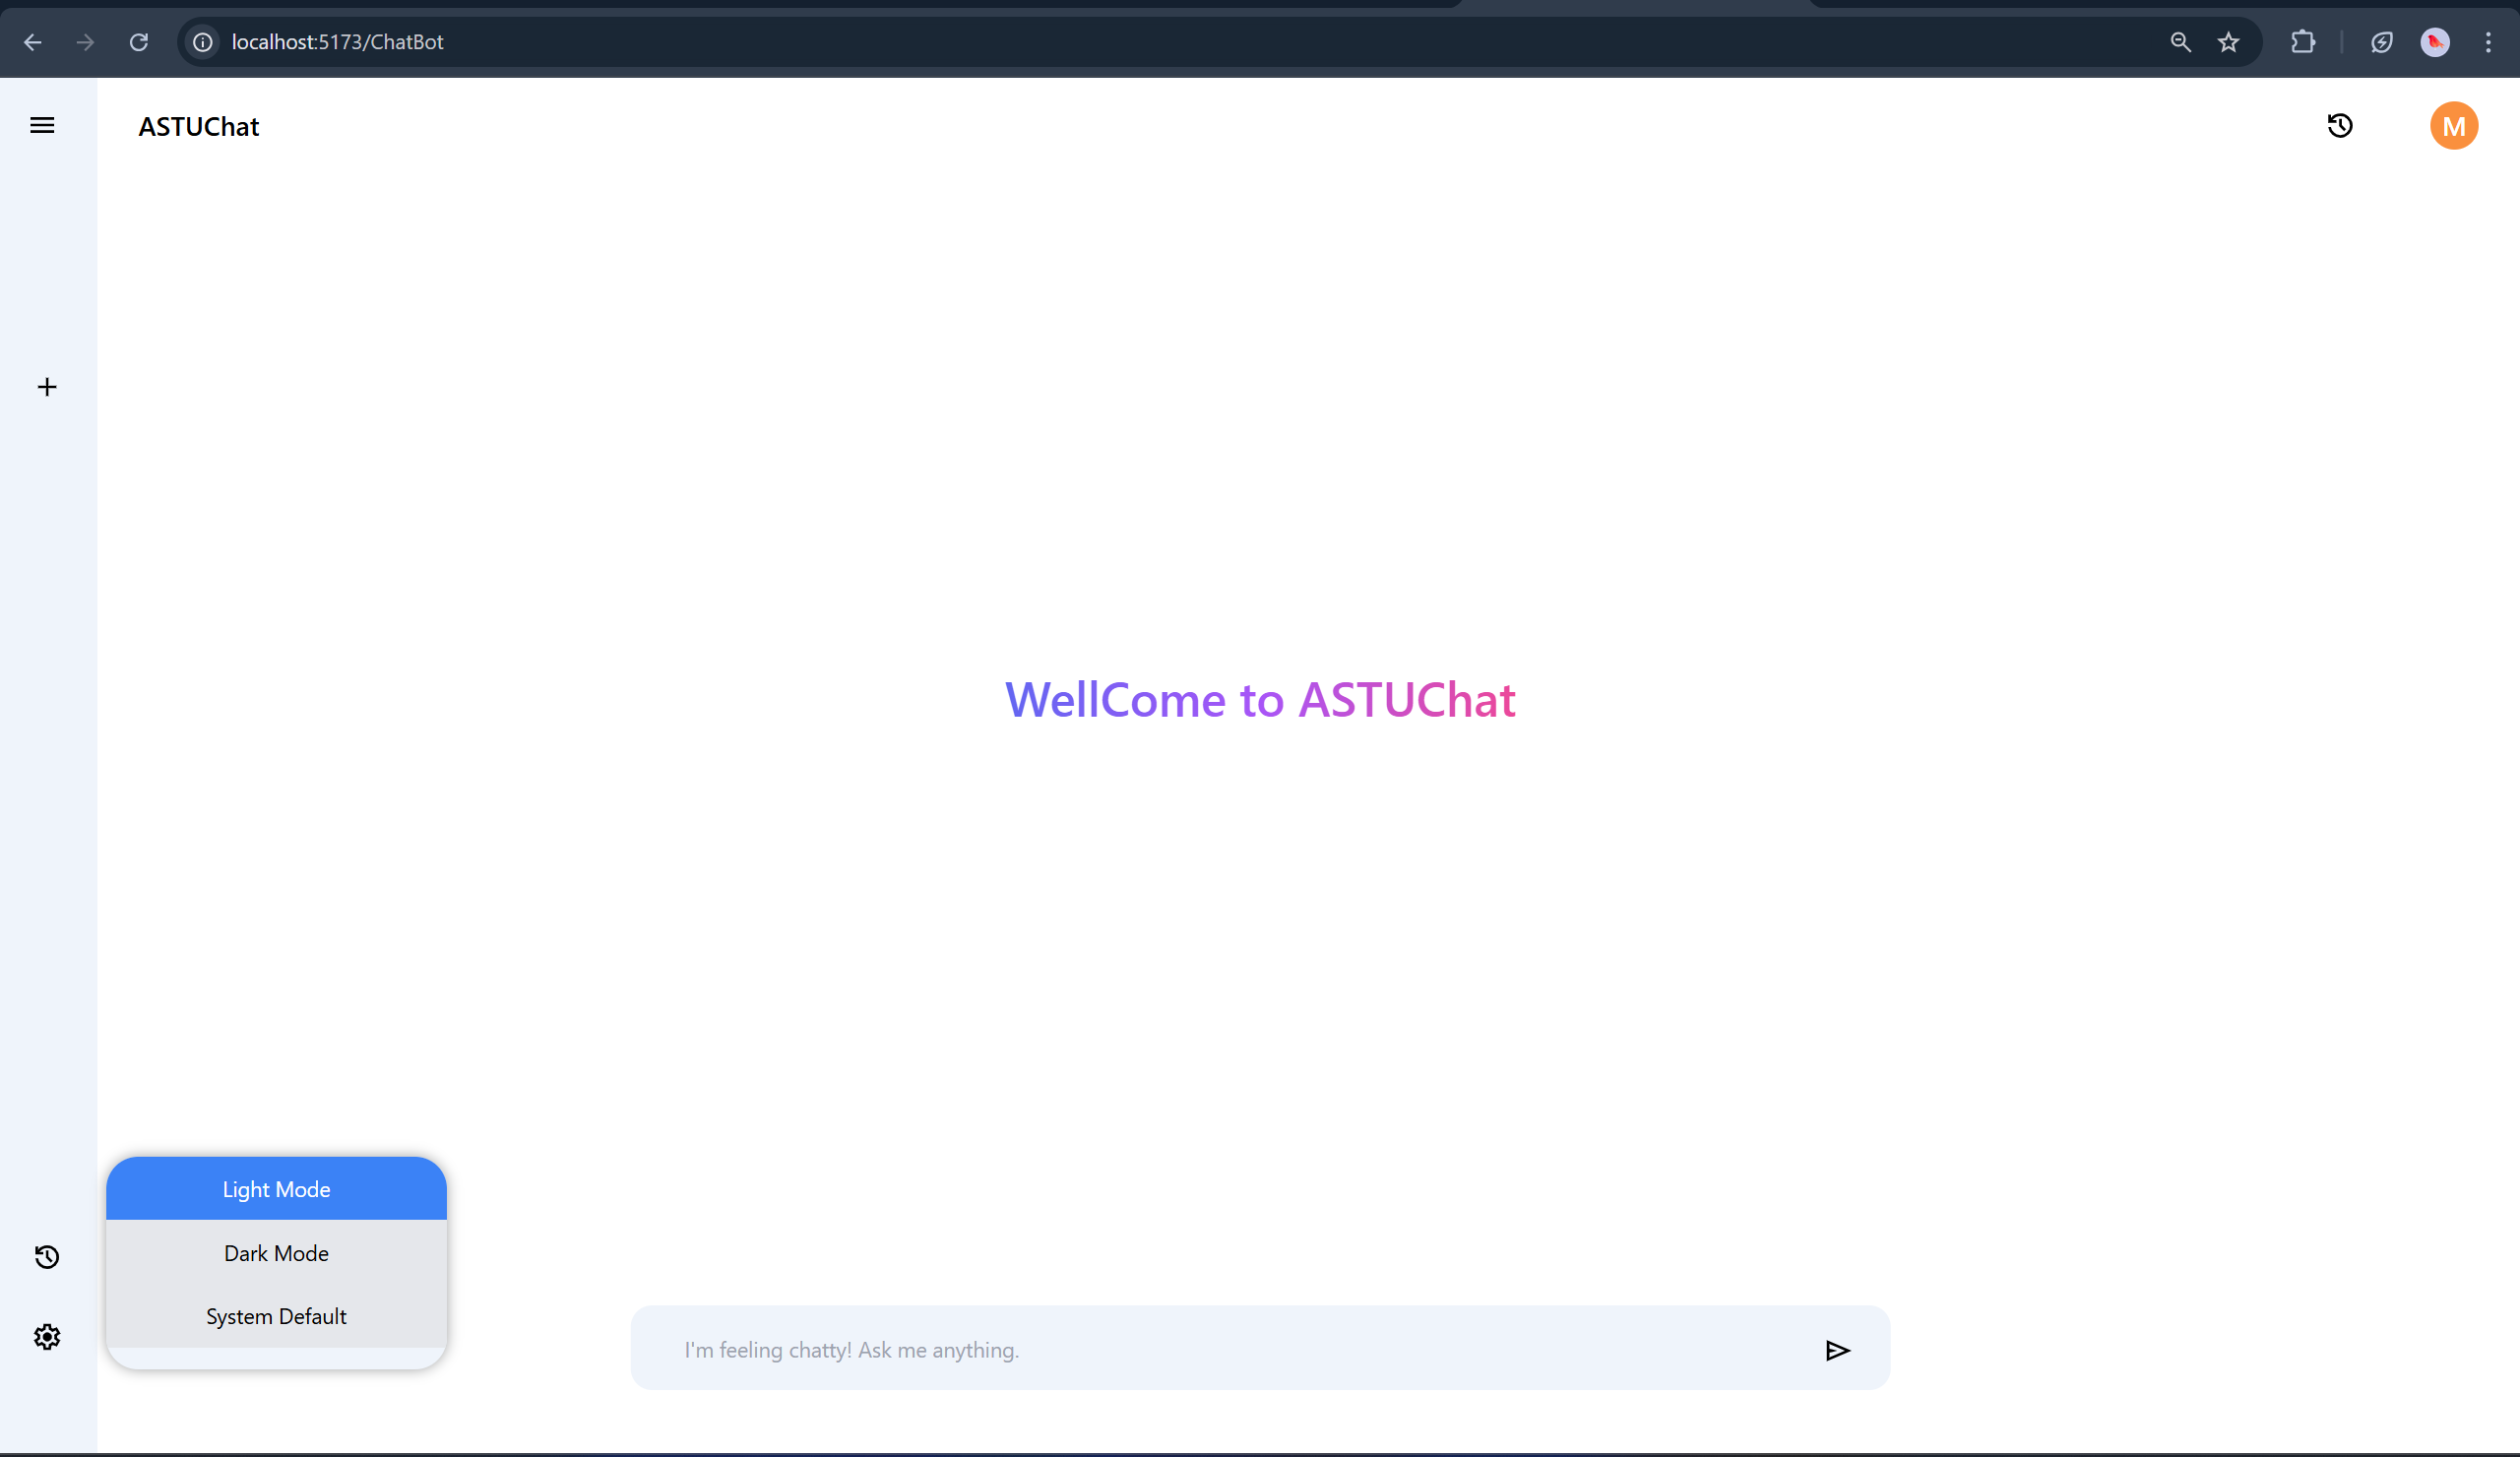 localhost:5173/ChatBot
ASTUChat
M
WellCome to ASTUChat
Light Mode
Dark Mode
System Default
I'm feeling chatty! Ask me anything.